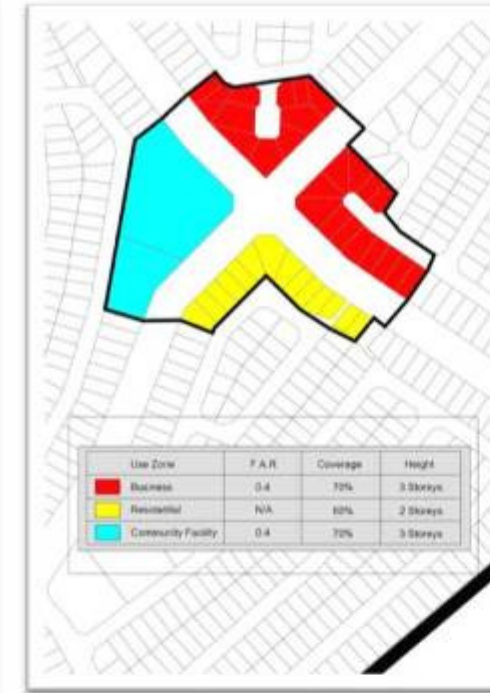 Use Zone F.A.R. Coverage Height
Business 0.4 70% 3 Storeys
Residential N/A 60% 2 Storeys
Community Facility 0.4 70% 3 Storeys